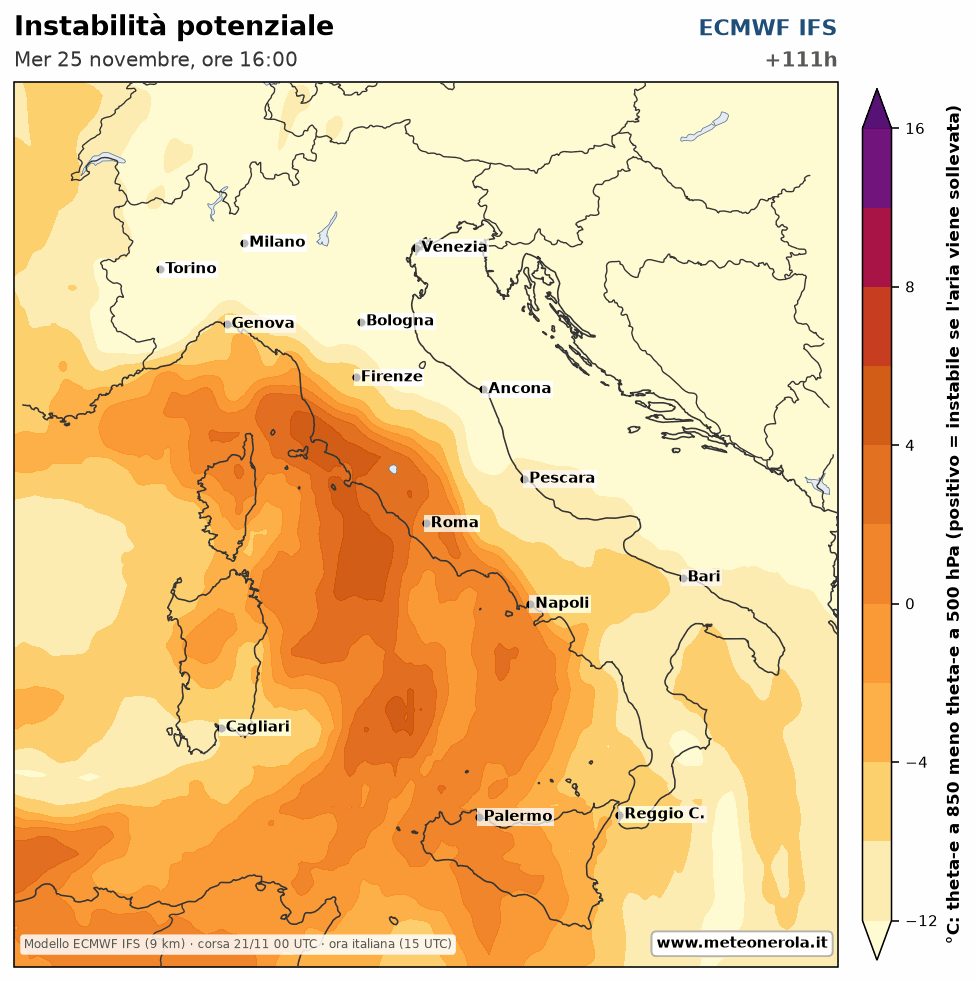 Instabilità potenziale
ECMWF IFS
Mer 25 novembre, ore 16:00
+111h
Milano
Venezia
Torino
Genova
Bologna
Firenze
Ancona
Pescara
Roma
Bari
Napoli
Cagliari
Palermo
Reggio C.
16
8
4
0
−4
−12
°C: theta-e a 850 meno theta-e a 500 hPa (positivo = instabile se l'aria viene sollevata)
Modello ECMWF IFS (9 km) · corsa 21/11 00 UTC · ora italiana (15 UTC)
www.meteonerola.it